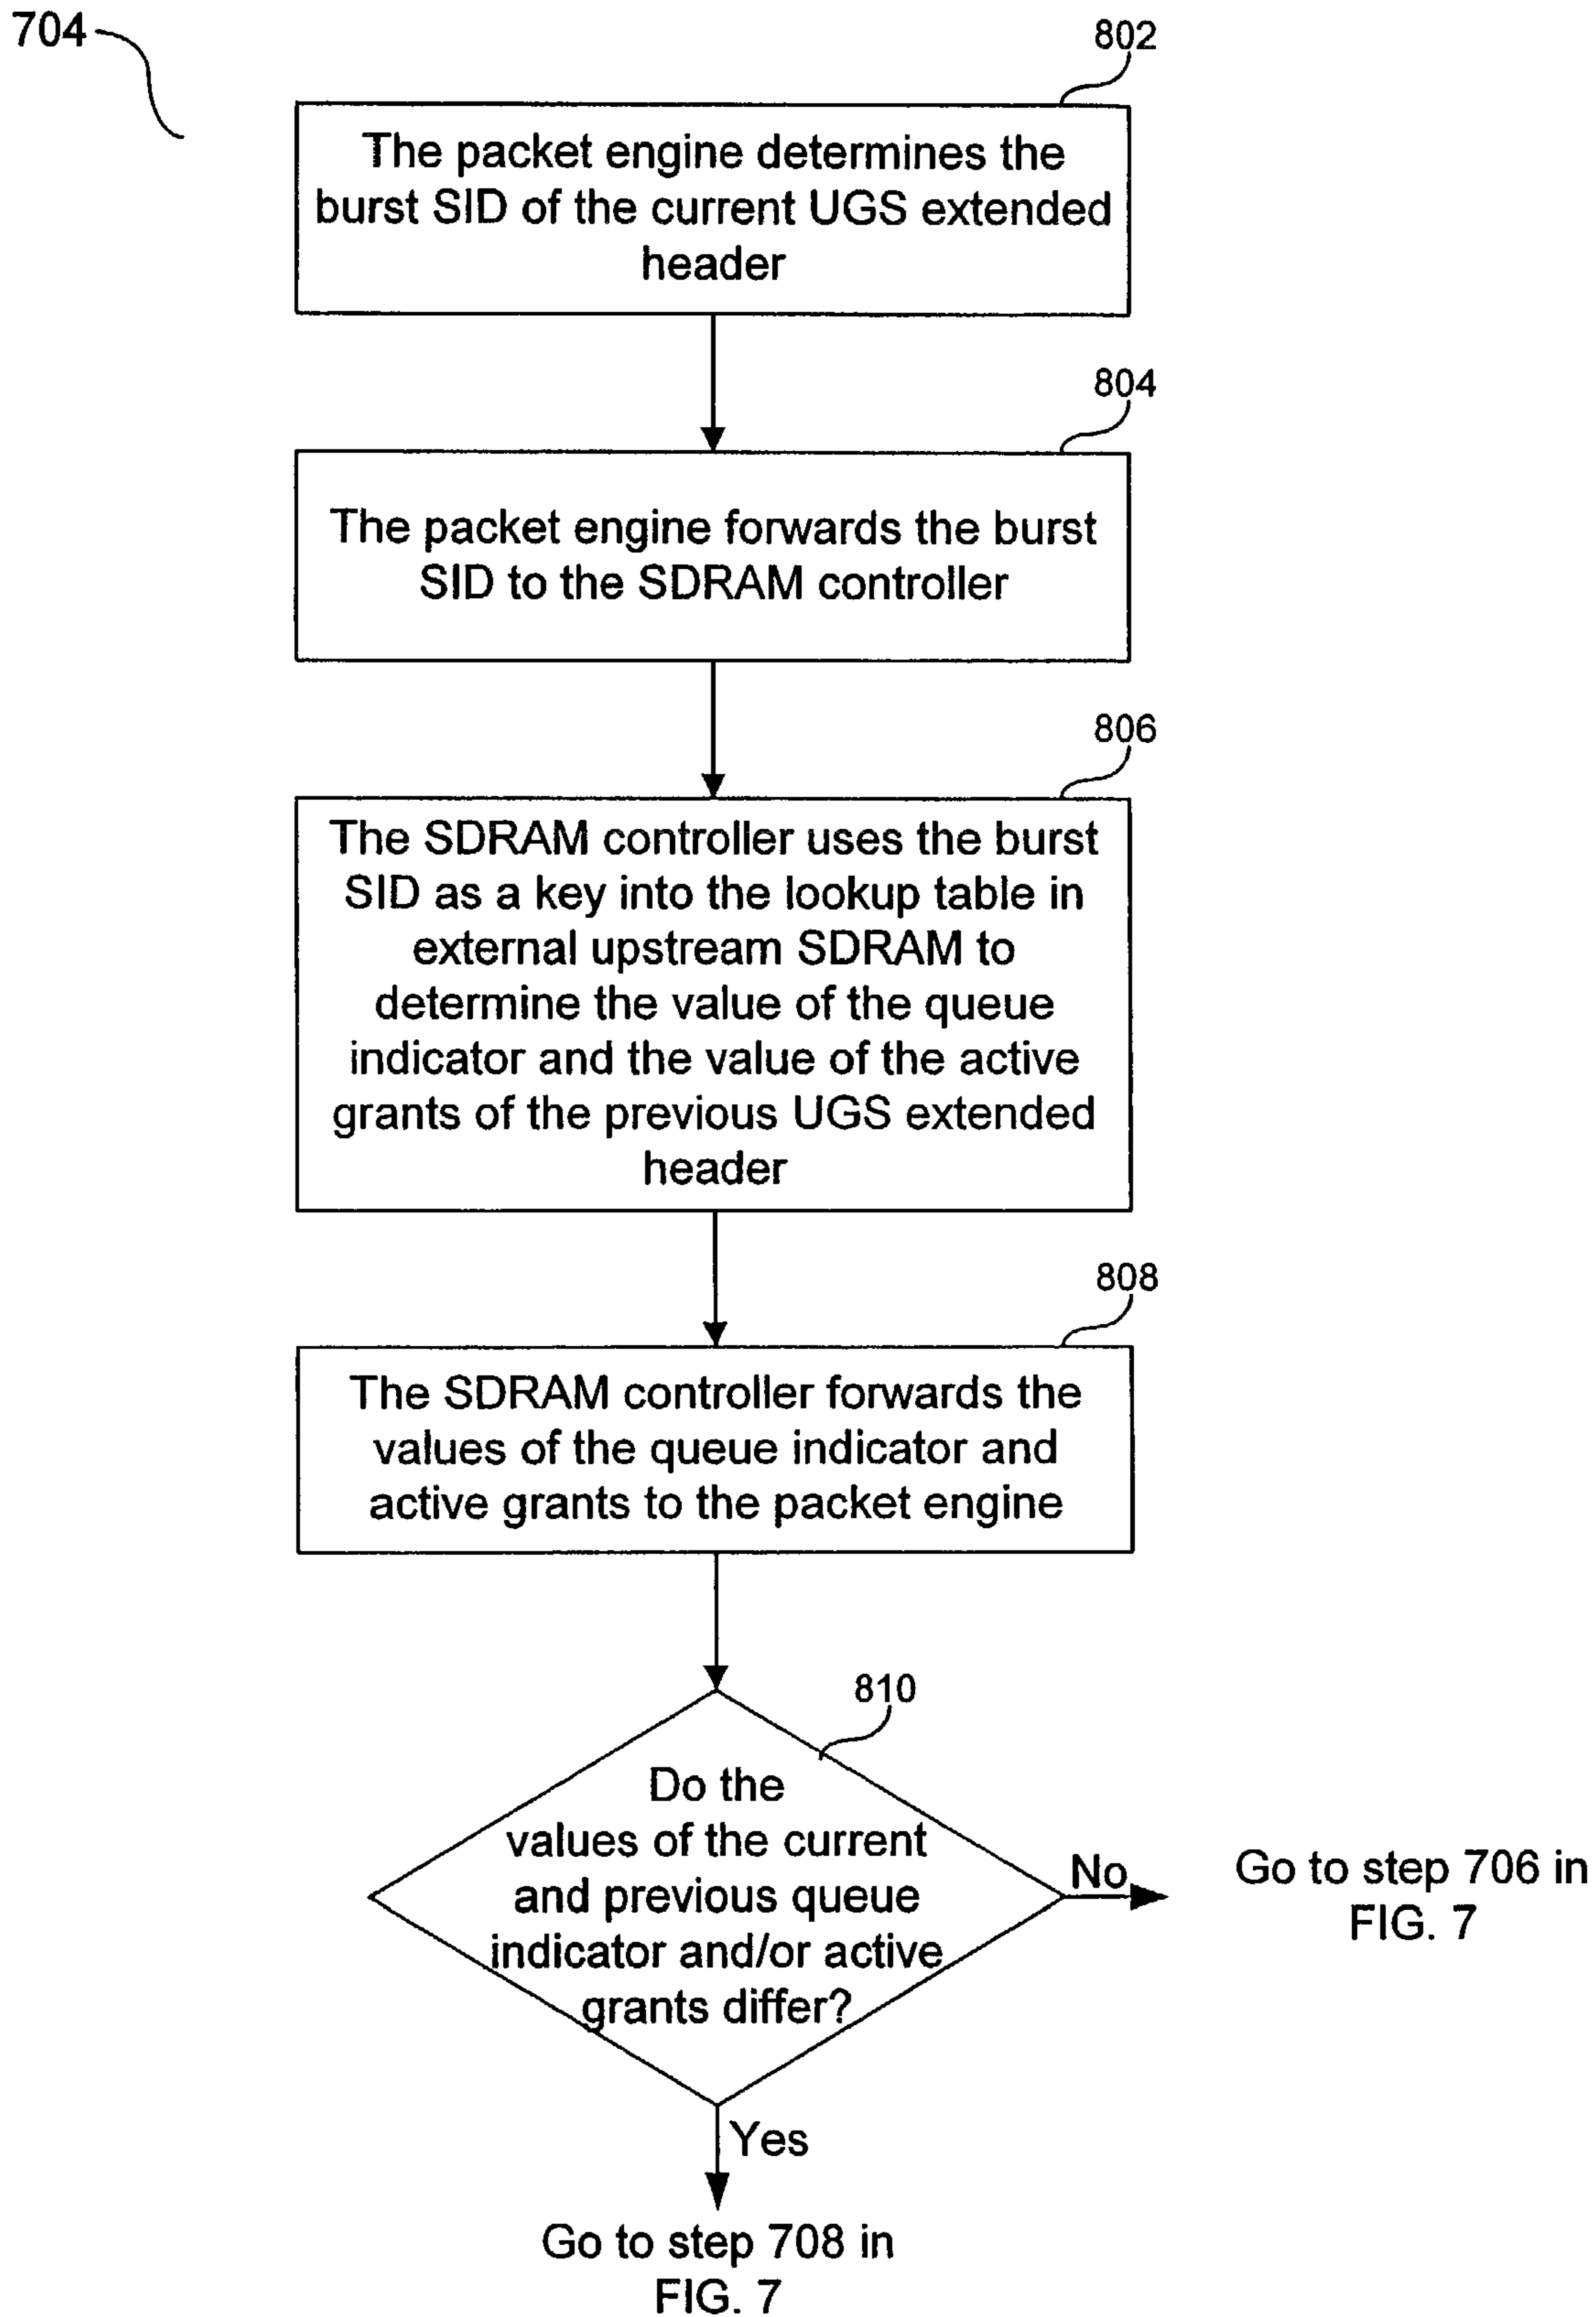 704
802
The packet engine determines the
burst SID of the current UGS extended
header
804
The packet engine forwards the burst
SID to the SDRAM controller
806
The SDRAM controller uses the burst
SID as a key into the lookup table in
external upstream SDRAM to
determine the value of the queue
indicator and the value of the active
grants of the previous UGS extended
header
808
The SDRAM controller forwards the
values of the queue indicator and
active grants to the packet engine
810
Do the
values of the current
and previous queue
indicator and/or active
grants differ?
No
Go to step 706 in
FIG. 7
Yes
Go to step 708 in
FIG. 7